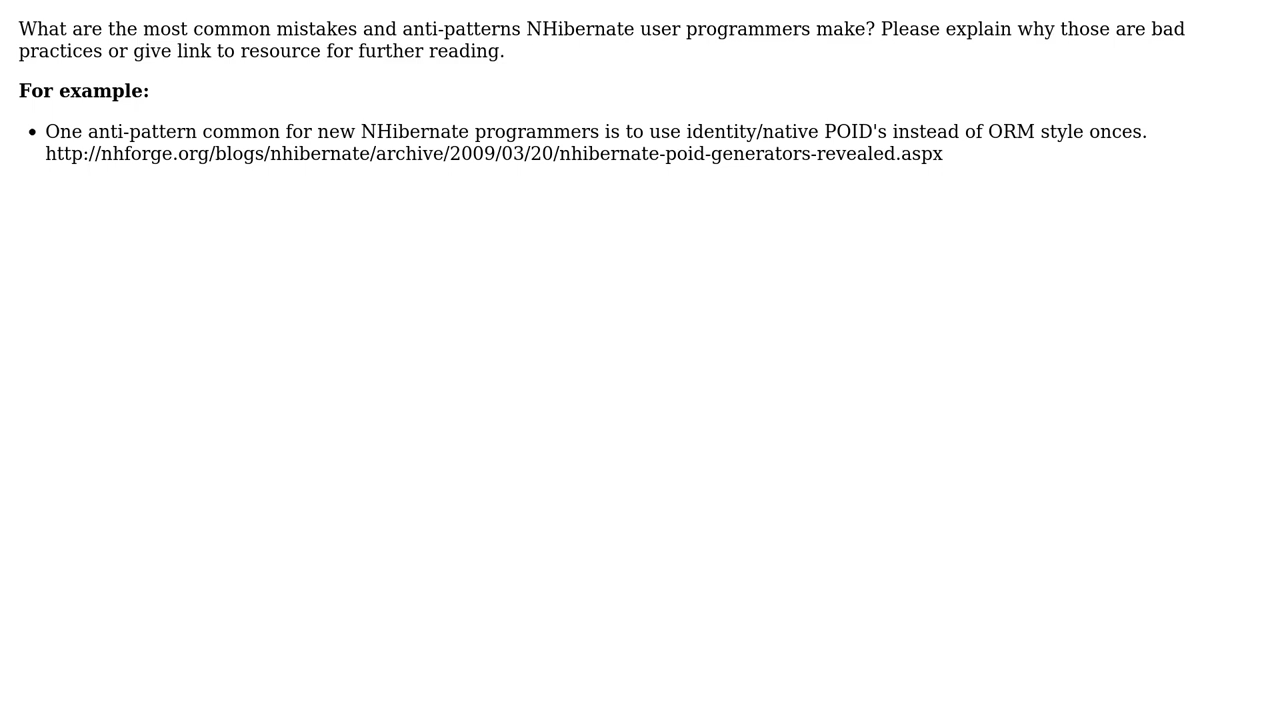 What are the most common mistakes and anti-patterns NHibernate user programmers make? Please explain why those are bad
practices or give link to resource for further reading.
For example:
• One anti-pattern common for new NHibernate programmers is to use identity/native POID's instead of ORM style onces.
http://nhforge.org/blogs/nhibernate/archive/2009/03/20/nhibernate-poid-generators-revealed.aspx